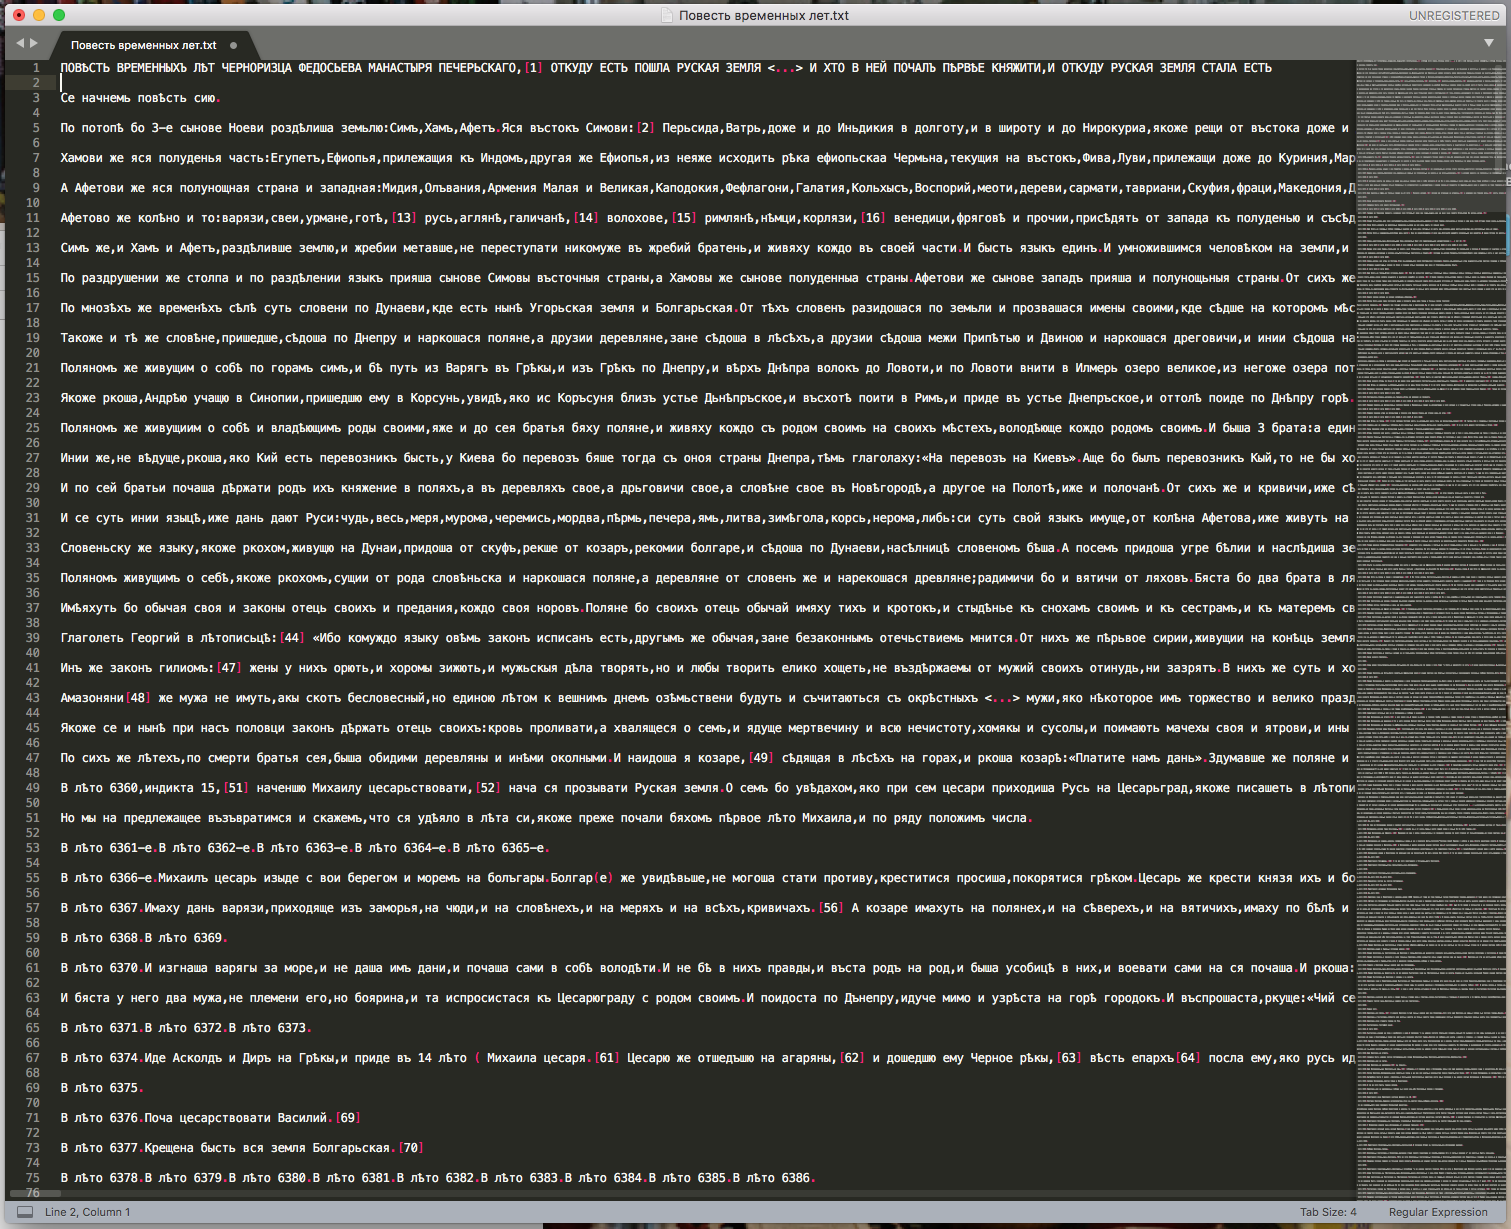 Повесть временных лет.txt
UNREGISTERED
Повесть временных лет.txt
1 ПОВѢСТЬ ВРЕМЕННЫХЪ ЛѢТ ЧЕРНОРИЗЦА ФЕДОСЬЕВА МАНАСТЫРЯ ПЕЧЕРЬСКАГО,[1] ОТКУДУ ЕСТЬ ПОШЛА РУСКАЯ ЗЕМЛЯ <...> И ХТО В НЕЙ ПОЧАЛЪ ПѢРВѢЕ КНЯЖИТИ,И ОТКУДУ РУСКАЯ ЗЕМЛЯ СТАЛА ЕСТЬ
2
3 Се начнемь повѣсть сию.
4
5 По потопѣ бо 3-е сынове Ноеви роздѣлиша землю:Симъ,Хамъ,Афетъ.Яся въстокъ Симови:[2] Перьсида,Ватрь,доже и до Иньдикия в долготу,и в широту и до Нирокуриа,якоже рещи от въстока доже и
6
7 Хамови же яся полуденья часть:Египетъ,Ефиопья,прилежащия къ Индомъ,другая же Ефиопья,из неяже исходить рѣка ефиопьскаа Чермьна,текущия на въстокъ,Фива,Луви,прилежащи доже до Куриния,Мар
8
9 А Афетови же яся полунощная страна и западная:Мидия,Олъвания,Армения Малая и Великая,Каподокия,Фефлагони,Галатия,Кольхысъ,Воспорий,меоти,дереви,сармати,тавриани,Скуфия,фраци,Македония,Д
10
11 Афетово же колѣно и то:варязи,свеи,урмане,готѣ,[13] русь,аглянѣ,галичанѣ,[14] волохове,[15] римлянѣ,нѣмци,корлязи,[16] венедици,фряговѣ и прочии,присѣдять от запада къ полуденью и съсѣд
12
13 Симъ же,и Хамъ и Афетъ,раздѣливше землю,и жребии метавше,не переступати никомуже въ жребий братень,и живяху кождо въ своей части.И бысть языкъ единъ.И умножившимся человѣком на земли,и
14
15 По раздрушении же столпа и по раздѣлении языкъ прияша сынове Симовы въсточныя страны,а Хамовы же сынове полуденныа страны.Афетови же сынове западъ прияша и полунощьныя страны.От сихъ же
16
17 По мнозѣхъ же временѣхъ сѣлѣ суть словени по Дунаеви,кде есть нынѣ Угорьская земля и Болгарьская.От тѣхъ словенъ разидошася по земьли и прозвашася имены своими,кде сѣдше на которомъ мѣс
18
19 Такоже и тѣ же словѣне,пришедше,сѣдоша по Днепру и наркошася поляне,а друзии деревляне,зане сѣдоша в лѣсѣхъ,а друзии сѣдоша межи Припѣтью и Двиною и наркошася дреговичи,и инии сѣдоша на
20
21 Поляномъ же живущим о собѣ по горамъ симъ,и бѣ путь из Варягъ въ Грѣкы,и изъ Грѣкъ по Днепру,и вѣрхъ Днѣпра волокъ до Ловоти,и по Ловоти внити в Илмерь озеро великое,из негоже озера пот
22
23 Якоже ркоша,Андрѣю учащю в Синопии,пришедшю ему в Корсунь,увидѣ,яко ис Коръсуня близъ устье Дьнѣпръское,и въсхотѣ поити в Римъ,и приде въ устье Днепръское,и оттолѣ поиде по Днѣпру горѣ.
24
25 Поляномъ же живущиим о собѣ и владѣющимъ роды своими,яже и до сея братья бяху поляне,и живяху кождо съ родом своимъ на своихъ мѣстехъ,володѣюще кождо родомъ своимъ.И быша 3 брата:а един
26
27 Инии же,не вѣдуще,ркоша,яко Кий есть перевозникъ бысть,у Киева бо перевозъ бяше тогда съ оноя страны Днепра,тѣмь глаголаху:«На перевозъ на Киевъ».Аще бо былъ перевозникъ Кый,то не бы хо
28
29 И по сей братьи почаша дѣржати родъ ихъ княжение в поляхъ,а въ деревляхъ свое,а дрьговичи свое,а словене свое въ Новѣгородѣ,а другое на Полотѣ,иже и полочанѣ.От сихъ же и кривичи,иже сѣ
30
31 И се суть инии языцѣ,иже дань дают Руси:чудь,весь,меря,мурома,черемись,мордва,пѣрмь,печера,ямь,литва,зимѣгола,корсь,нерома,либь:си суть свой языкъ имуще,от колѣна Афетова,иже живуть на
32
33 Словеньску же языку,якоже ркохом,живущю на Дунаи,придоша от скуфъ,рекше от козаръ,рекомии болгаре,и сѣдоша по Дунаеви,насѣлницѣ словеном бѣша.А посемъ придоша угре бѣлии и наслѣдиша зе
34
35 Поляномъ живущимъ о себѣ,якоже ркохомъ,сущии от рода словѣньска и наркошася поляне,а деревляне от словенъ же и нарекошася древляне;радимичи бо и вятичи от ляховъ.Бяста бо два брата в ля
36
37 Имѣяхуть бо обычая своя и законы отець своихъ и предания,кождо своя норовъ.Поляне бо своихъ отець обычай имяху тихъ и кротокъ,и стыдѣнье къ снохамъ своимъ и къ сестрамъ,и къ матеремъ св
38
39 Глаголеть Георгий в лѣтописьцѣ:[44] «Ибо комуждо языку овѣмь законъ исписанъ есть,другымъ же обычая,зане безаконнымъ отечьствиемь мнится.От нихъ же пѣрьвое сирии,живущии на конѣць земля
40
41 Инъ же законъ гилиомъ:[47] жены у нихъ орють,и хоромы зижють,и мужьскыя дѣла творять,но и любы творить елико хощеть,не въздѣржаемы от мужий своихъ отинудь,ни зазрятъ.В нихъ же суть и хо
42
43 Амазоняни[48] же мужа не имуть,акы скотъ бесловесный,но единою лѣтом к вешнимъ днемъ озѣмьствени будуть и съчитаються съ окрѣстныхъ <...> мужи,яко нѣкоторое имъ торжество и велико празд
44
45 Якоже се и нынѣ при насъ половци законъ дѣржать отець своихъ:кровь проливати,а хвалящеся о семъ,и ядуще мертвечину и всю нечистоту,хомякы и сусолы,и поимають мачехы своя и ятрови,и ины
46
47 По сихъ же лѣтехъ,по смерти братья сея,быша обидими деревляны и инѣми околными.И наидоша я козаре,[49] сѣдящая в лѣсѣхъ на горах,и ркоша козарѣ:«Платите намъ дань».Здумавше же поляне и
48
49 В лѣто 6360,индикта 15,[51] наченшю Михаилу цесарьствовати,[52] нача ся прозывати Руская земля.О семъ бо увѣдахом,яко при сем цесари приходиша Русь на Цесарьград,якоже писашеть в лѣтопи
50
51 Но мы на предлежащее възъвратимся и скажемъ,что ся удѣяло в лѣта си,якоже преже почали бяхомъ пѣрвое лѣто Михаила,и по ряду положимъ числа.
52
53 В лѣто 6361-е.В лѣто 6362-е.В лѣто 6363-е.В лѣто 6364-е.В лѣто 6365-е.
54
55 В лѣто 6366-е.Михаилъ цесарь изыде с вои берегом и моремъ на болъгары.Болгар(е) же увидѣвьше,не могоша стати противу,креститися просиша,покорятися грѣком.Цесарь же крести князя ихъ и бо
56
57 В лѣто 6367.Имаху дань варязи,приходяще изъ заморья,на чюди,и на словѣнехъ,и на меряхъ и на всѣхъ,кривичахъ.[56] А козаре имахуть на полянех,и на сѣверехъ,и на вятичихъ,имаху по бѣлѣ и
58
59 В лѣто 6368.В лѣто 6369.
60
61 В лѣто 6370.И изгнаша варягы за море,и не даша имъ дани,и почаша сами в собѣ володѣти.И не бѣ в нихъ правды,и въста родъ на род,и быша усобицѣ в них,и воевати сами на ся почаша.И ркоша:
62
63 И бяста у него два мужа,не племени его,но боярина,и та испросистася къ Цесарюграду с родом своимъ.И поидоста по Дънепру,идуче мимо и узрѣста на горѣ городокъ.И въспрошаста,ркуще:«Чий се
64
65 В лѣто 6371.В лѣто 6372.В лѣто 6373.
66
67 В лѣто 6374.Иде Асколдъ и Диръ на Грѣкы,и приде въ 14 лѣто ( Михаила цесаря.[61] Цесарю же отшедъшю на агаряны,[62] и дошедшю ему Черное рѣкы,[63] вѣсть епархъ[64] посла ему,яко русь ид
68
69 В лѣто 6375.
70
71 В лѣто 6376.Поча цесарствовати Василий.[69]
72
73 В лѣто 6377.Крещена бысть вся земля Болгарьская.[70]
74
75 В лѣто 6378.В лѣто 6379.В лѣто 6380.В лѣто 6381.В лѣто 6382.В лѣто 6383.В лѣто 6384.В лѣто 6385.В лѣто 6386.
76
Line 2, Column 1
Tab Size: 4
Regular Expression